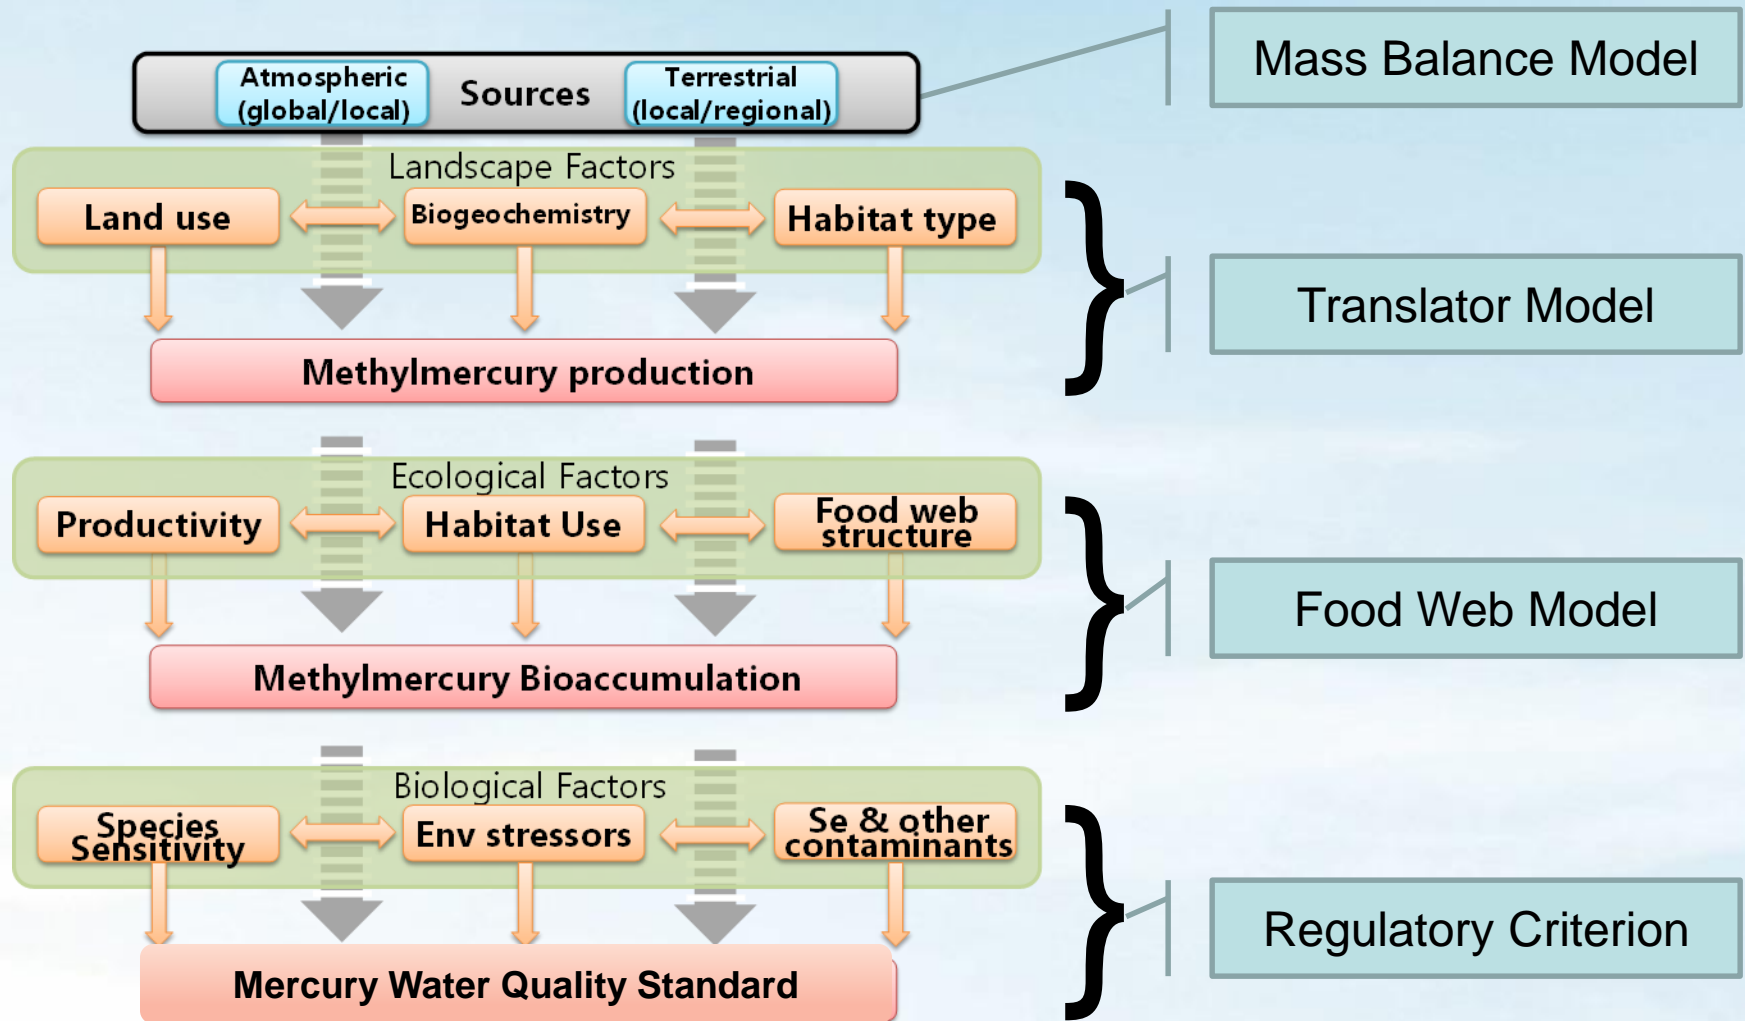 Mass Balance Model
Atmospheric
(global/local)
Sources
Terrestrial
(local/regional)
Landscape Factors
Land use
Biogeochemistry
Habitat type
Translator Model
Methylmercury production
Ecological Factors
Productivity
Habitat Use
Food web
structure
Food Web Model
Methylmercury Bioaccumulation
Biological Factors
Species
Sensitivity
Env stressors
Se & other
contaminants
Regulatory Criterion
Mercury Water Quality Standard